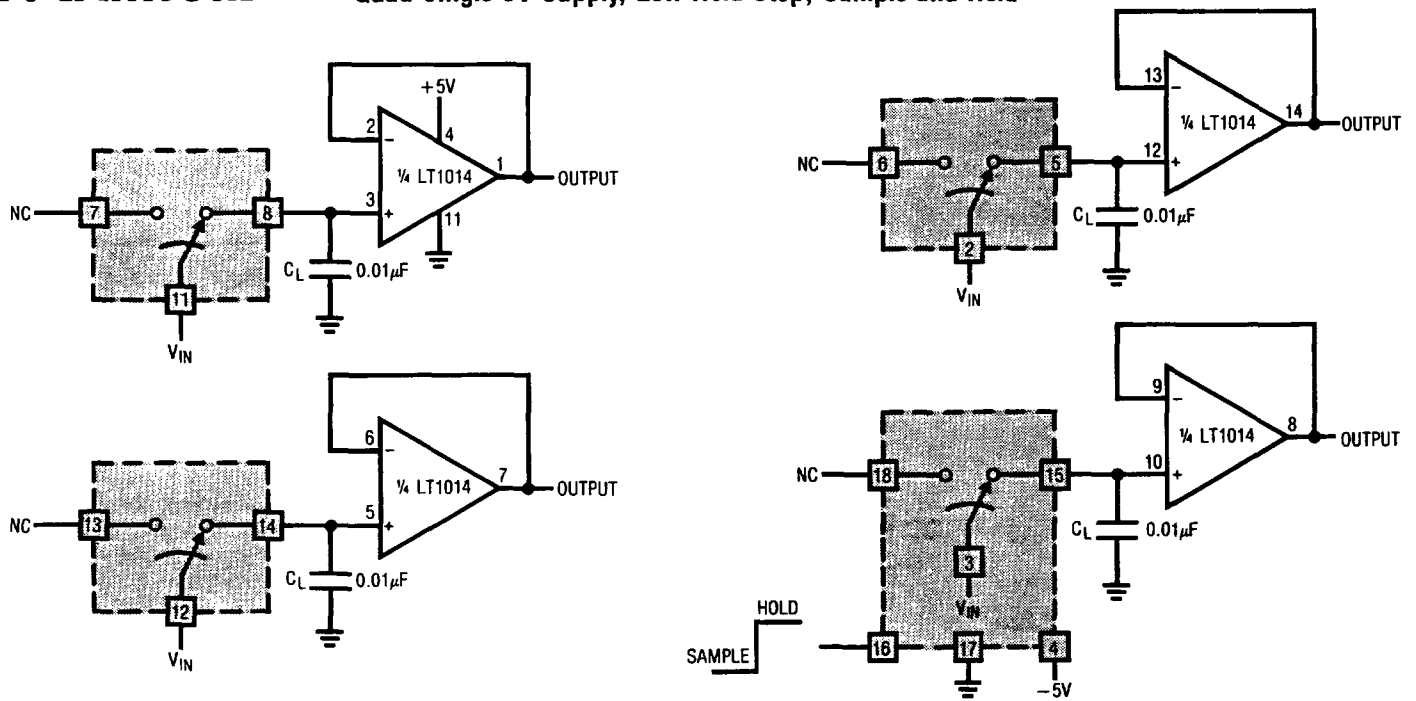 Quad Single 5V Supply, Low Hold Step, Sample and Hold
+5V
2
−
4
¼ LT1014
1
OUTPUT
3
+
11
NC
7
8
C_L
0.01µF
11
V_IN
13
−
14
¼ LT1014
OUTPUT
12
+
NC
6
5
C_L
0.01µF
2
V_IN
6
−
¼ LT1014
7
OUTPUT
5
+
NC
13
14
C_L
0.01µF
12
V_IN
9
−
¼ LT1014
8
OUTPUT
10
+
NC
18
15
C_L
0.01µF
3
V_IN
HOLD
SAMPLE
16
17
4
−5V